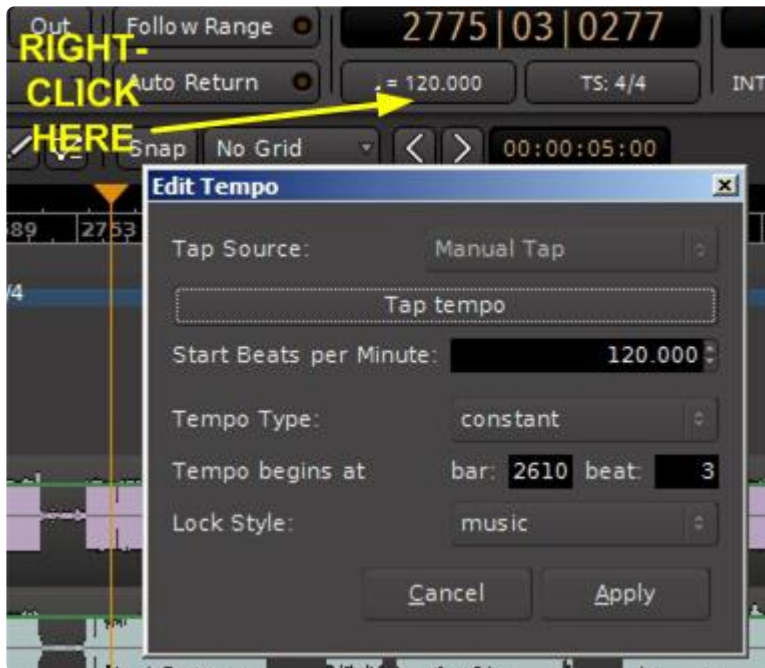 Out
Follow Range
2775|03|0277
RIGHT-
CLICK
HERE
Auto Return
♩ = 120.000
TS: 4/4
INT
Snap
No Grid
< >
00:00:05:00
Edit Tempo
2763
/4
Tap Source:
Manual Tap
Tap tempo
Start Beats per Minute:
120.000
Tempo Type:
constant
Tempo begins at
bar: 2610 beat: 3
Lock Style:
music
Cancel
Apply